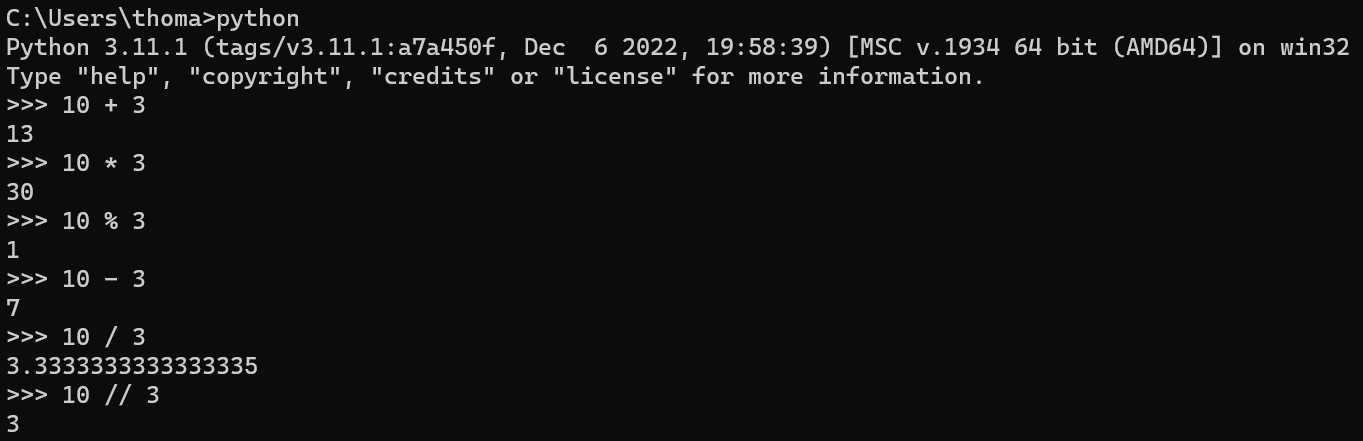 C:\Users\thoma>python
Python 3.11.1 (tags/v3.11.1:a7a450f, Dec  6 2022, 19:58:39) [MSC v.1934 64 bit (AMD64)] on win32
Type "help", "copyright", "credits" or "license" for more information.
>>> 10 + 3
13
>>> 10 * 3
30
>>> 10 % 3
1
>>> 10 - 3
7
>>> 10 / 3
3.3333333333333335
>>> 10 // 3
3